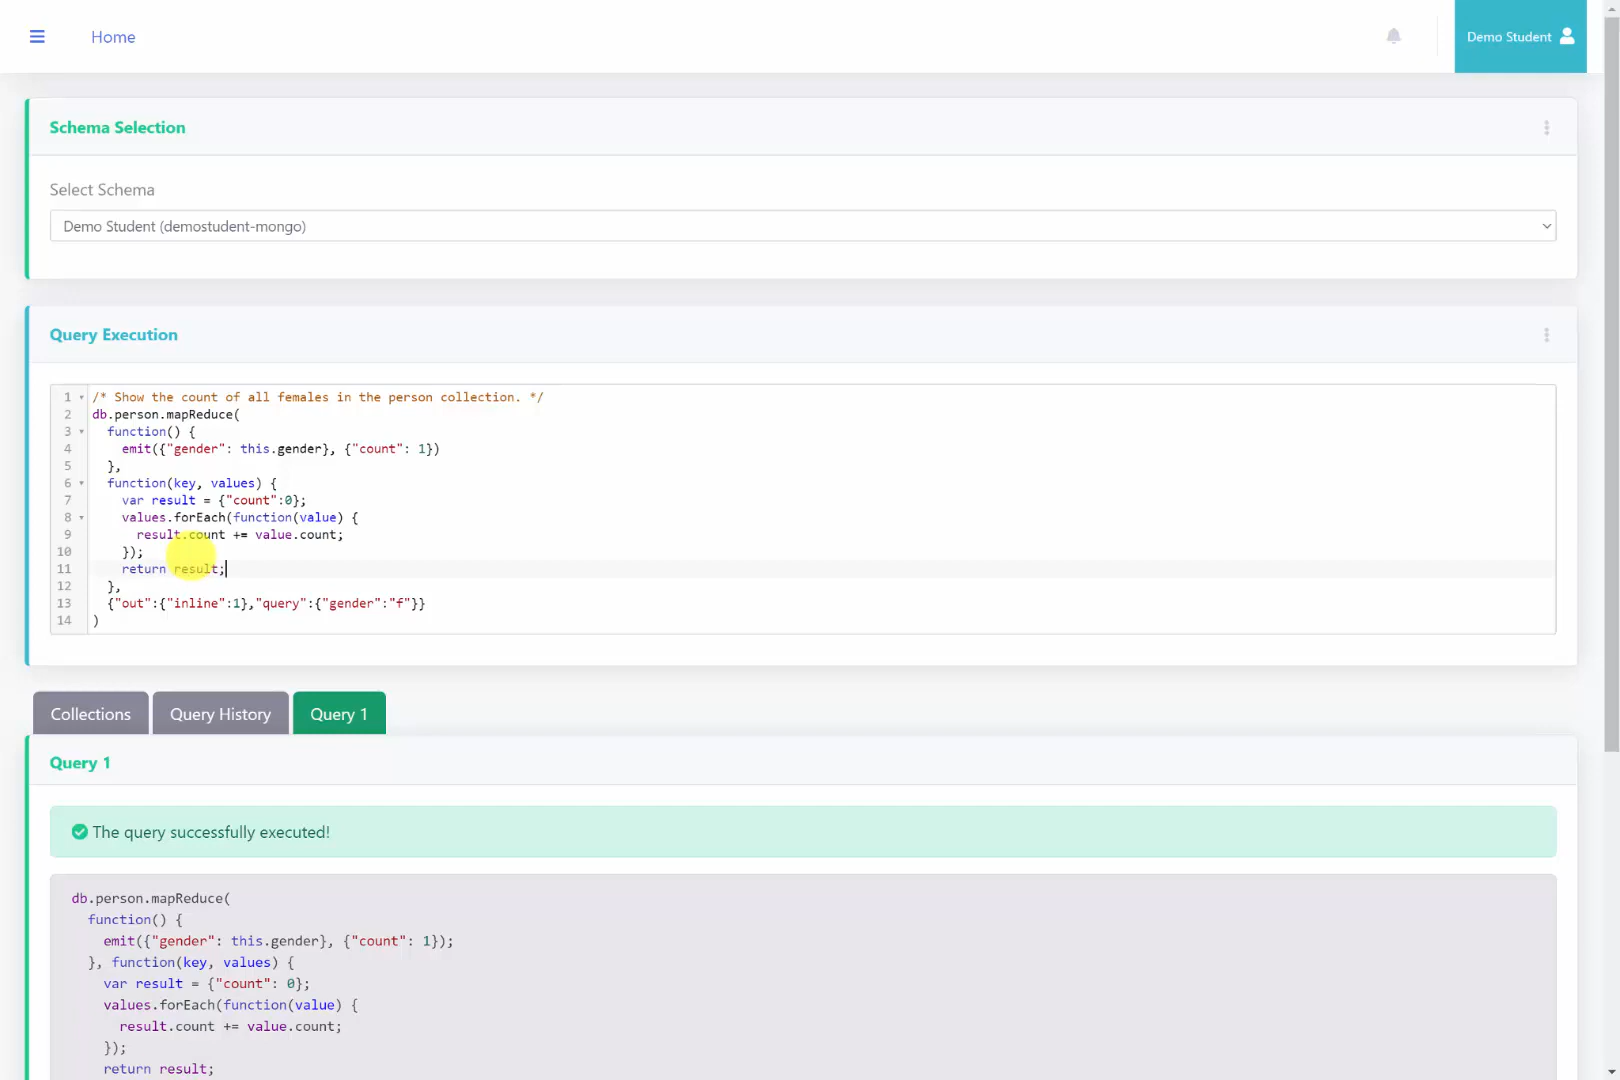 Home
Demo Student
Schema Selection
Select Schema
Demo Student (demostudent-mongo)
Query Execution
1 /* Show the count of all females in the person collection. */
2 db.person.mapReduce(
3   function() {
4     emit({"gender": this.gender}, {"count": 1})
5   },
6   function(key, values) {
7     var result = {"count":0};
8     values.forEach(function(value) {
9       result.count += value.count;
10     });
11     return result;
12   },
13   {"out":{"inline":1},"query":{"gender":"f"}}
14 )
Collections Query History Query 1
Query 1
The query successfully executed!
db.person.mapReduce(
  function() {
    emit({"gender": this.gender}, {"count": 1});
  }, function(key, values) {
    var result = {"count": 0};
    values.forEach(function(value) {
      result.count += value.count;
    });
    return result;